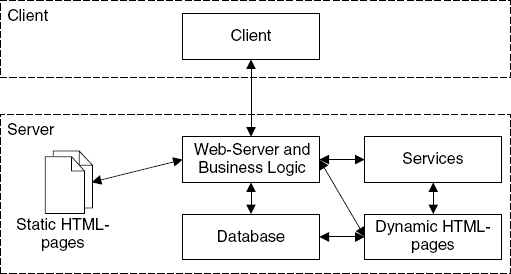 Client
Client
Server
Web-Server and
Business Logic
Services
Static HTML-
pages
Database
Dynamic HTML-
pages